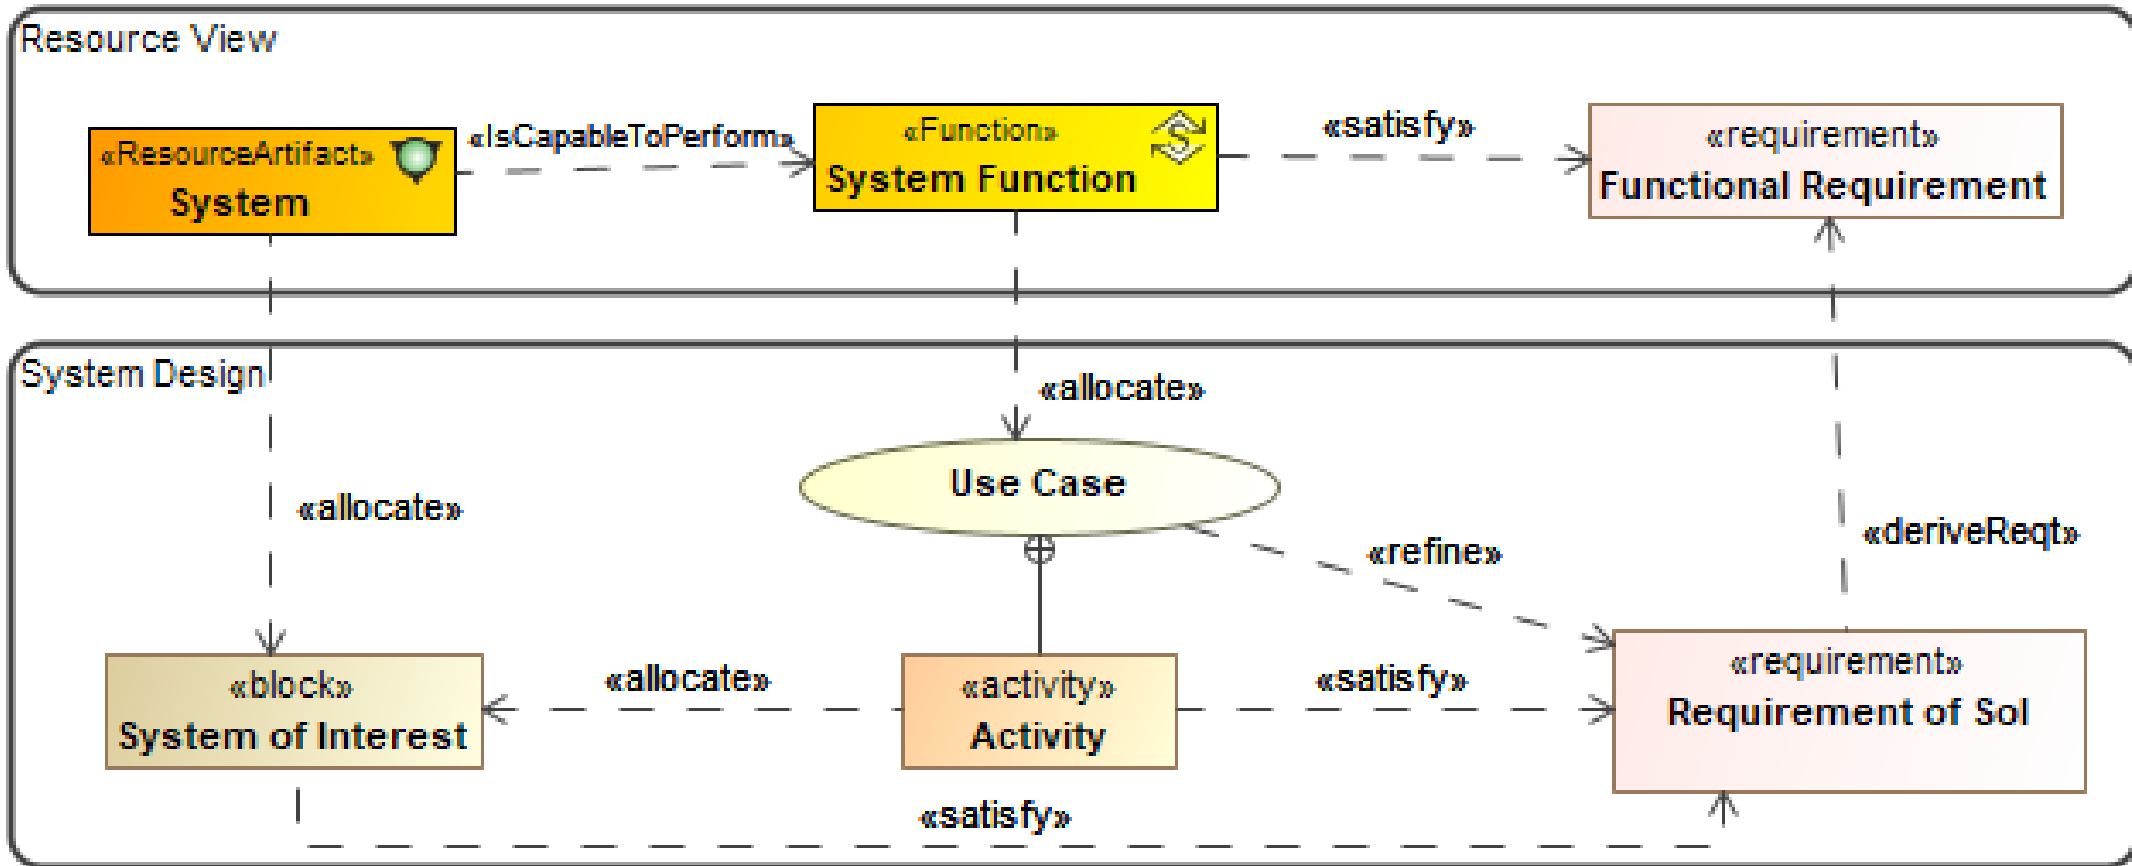 Resource View
«ResourceArtifact»
System
«IsCapableToPerform»
«Function»
System Function
«satisfy»
«requirement»
Functional Requirement
System Design
«allocate»
Use Case
«allocate»
«refine»
«deriveReqt»
«block»
System of Interest
«allocate»
«activity»
Activity
«satisfy»
«requirement»
Requirement of SoI
«satisfy»